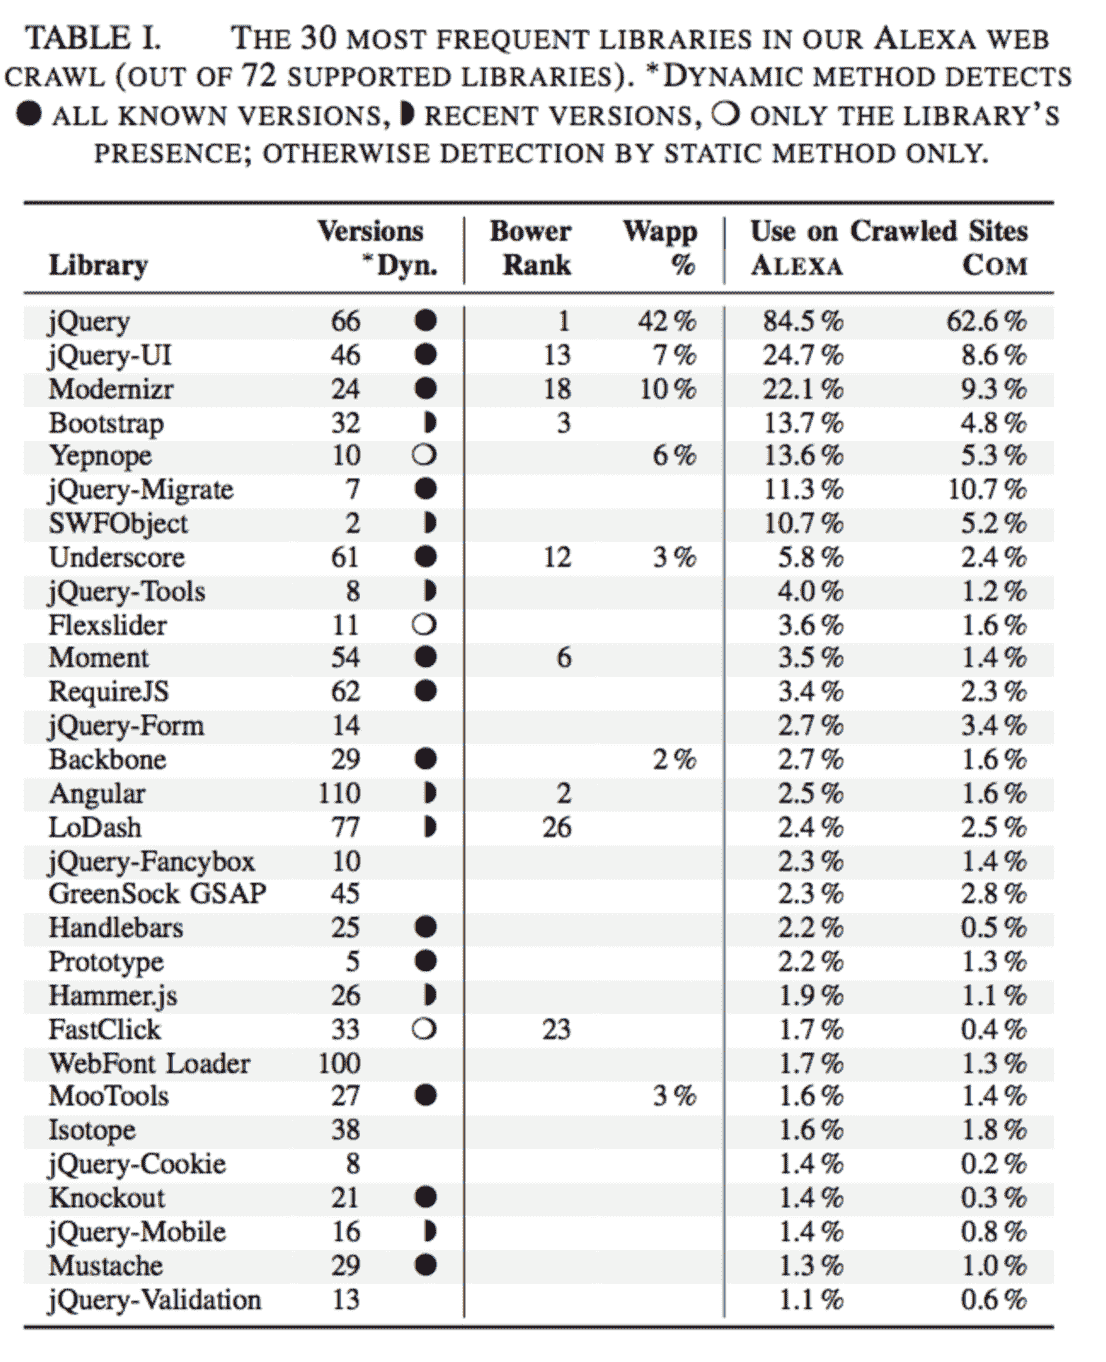 TABLE I. THE 30 MOST FREQUENT LIBRARIES IN OUR ALEXA WEB
CRAWL (OUT OF 72 SUPPORTED LIBRARIES). *DYNAMIC METHOD DETECTS
● ALL KNOWN VERSIONS, ◗ RECENT VERSIONS, ○ ONLY THE LIBRARY'S
PRESENCE; OTHERWISE DETECTION BY STATIC METHOD ONLY.
Versions Bower Wapp Use on Crawled Sites
Library *Dyn. Rank % ALEXA COM
jQuery 66 ● 1 42 % 84.5 % 62.6 %
jQuery-UI 46 ● 13 7 % 24.7 % 8.6 %
Modernizr 24 ● 18 10 % 22.1 % 9.3 %
Bootstrap 32 ◗ 3 13.7 % 4.8 %
Yepnope 10 ○ 6 % 13.6 % 5.3 %
jQuery-Migrate 7 ● 11.3 % 10.7 %
SWFObject 2 ◗ 10.7 % 5.2 %
Underscore 61 ● 12 3 % 5.8 % 2.4 %
jQuery-Tools 8 ◗ 4.0 % 1.2 %
Flexslider 11 ○ 3.6 % 1.6 %
Moment 54 ● 6 3.5 % 1.4 %
RequireJS 62 ● 3.4 % 2.3 %
jQuery-Form 14 2.7 % 3.4 %
Backbone 29 ● 2 % 2.7 % 1.6 %
Angular 110 ◗ 2 2.5 % 1.6 %
LoDash 77 ◗ 26 2.4 % 2.5 %
jQuery-Fancybox 10 2.3 % 1.4 %
GreenSock GSAP 45 2.3 % 2.8 %
Handlebars 25 ● 2.2 % 0.5 %
Prototype 5 ● 2.2 % 1.3 %
Hammer.js 26 ◗ 1.9 % 1.1 %
FastClick 33 ○ 23 1.7 % 0.4 %
WebFont Loader 100 1.7 % 1.3 %
MooTools 27 ● 3 % 1.6 % 1.4 %
Isotope 38 1.6 % 1.8 %
jQuery-Cookie 8 1.4 % 0.2 %
Knockout 21 ● 1.4 % 0.3 %
jQuery-Mobile 16 ◗ 1.4 % 0.8 %
Mustache 29 ● 1.3 % 1.0 %
jQuery-Validation 13 1.1 % 0.6 %